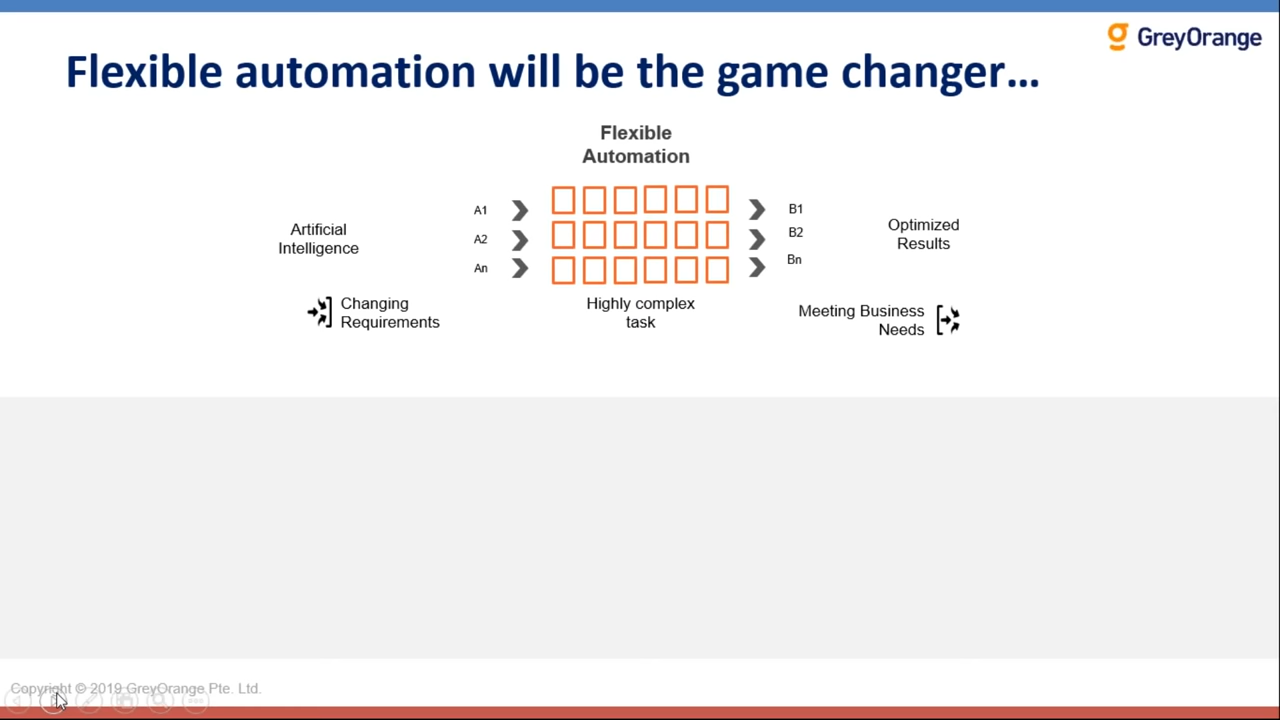 GreyOrange
Flexible automation will be the game changer...
Flexible
Automation
A1
B1
Artificial
Intelligence
A2
B2
Optimized
Results
An
Bn
Changing
Requirements
Highly complex
task
Meeting Business
Needs
Copyright © 2019 GreyOrange Pte. Ltd.